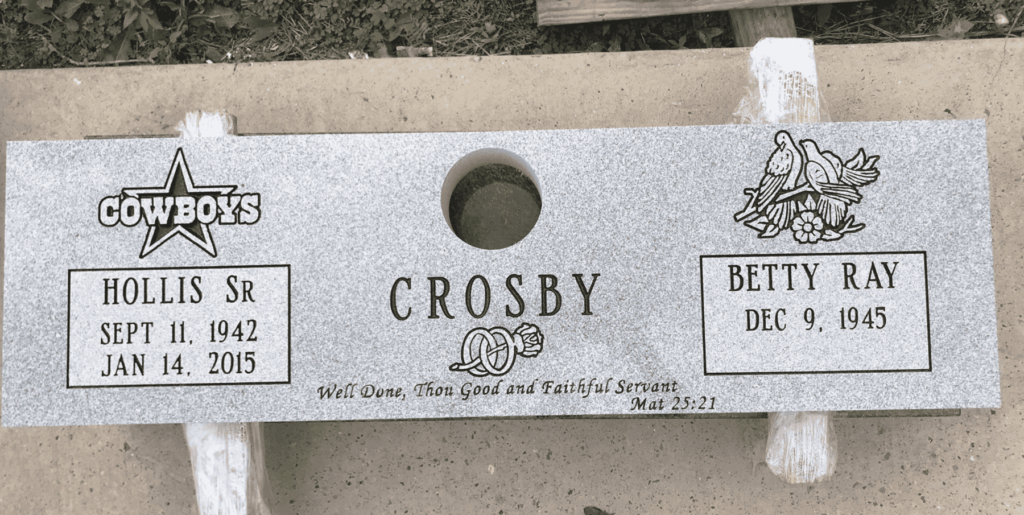 COWBOYS
HOLLIS SR
SEPT 11, 1942
JAN 14, 2015
CROSBY
Well Done, Thou Good and Faithful Servant
Mat 25:21
BETTY RAY
DEC 9, 1945